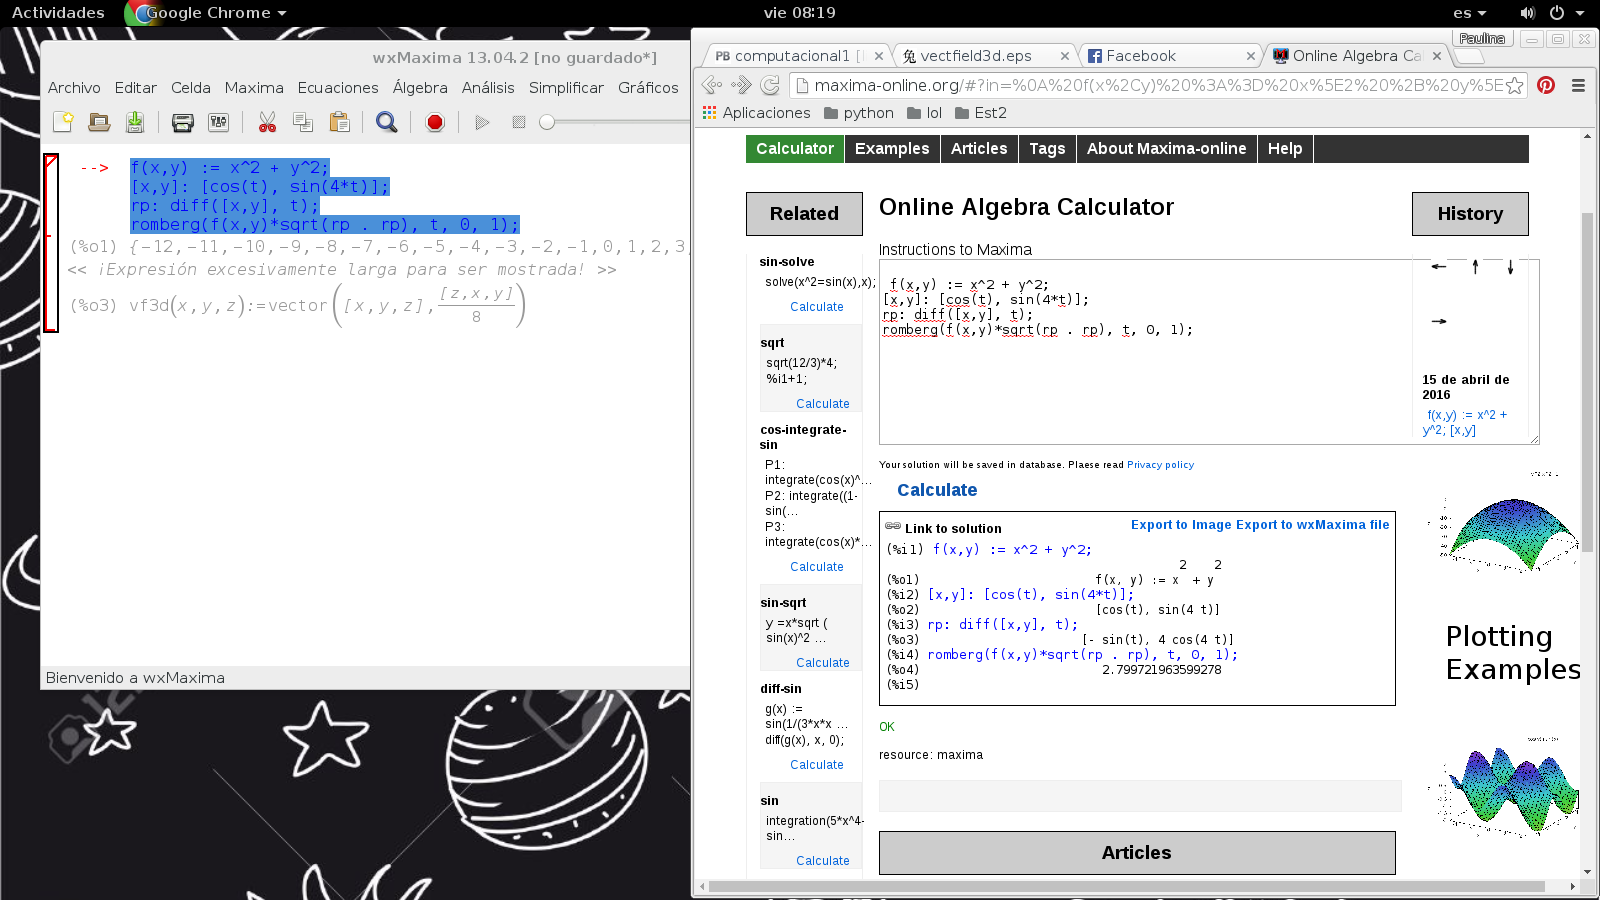 Actividades
Google Chrome
vie 08:19
es
wxMaxima 13.04.2 [no guardado*]
Archivo Editar Celda Maxima Ecuaciones Álgebra Análisis Simplificar Gráficos
--> f(x,y) := x^2 + y^2;
[x,y]: [cos(t), sin(4*t)];
rp: diff([x,y], t);
romberg(f(x,y)*sqrt(rp . rp), t, 0, 1);
(%o1) {-12,-11,-10,-9,-8,-7,-6,-5,-4,-3,-2,-1,0,1,2,3,
<< ¡Expresión excesivamente larga para ser mostrada! >>
(%o3) vf3d(x,y,z):=vector([x,y,z],[z,x,y]
8)
Bienvenido a wxMaxima
Paulina
computacional1 [
vectfield3d.eps
Facebook
Online Algebra Ca
maxima-online.org/#?in=%0A%20f(x%2Cy)%20%3A%3D%20x%5E2%20%2B%20y%5E
Aplicaciones python lol Est2
Calculator Examples Articles Tags About Maxima-online Help
Related
sin-solve
solve(x^2=sin(x),x);
Calculate
sqrt
sqrt(12/3)*4;
%i1+1;
Calculate
cos-integrate-
sin
P1:
integrate(cos(x)^...
P2: integrate((1-
sin(...
P3:
integrate(cos(x)*...
Calculate
sin-sqrt
y =x*sqrt (
sin(x)^2 ...
Calculate
diff-sin
g(x) :=
sin(1/(3*x*x ...
diff(g(x), x, 0);
Calculate
sin
integration(5*x^4-
sin...
Calculate
Online Algebra Calculator
Instructions to Maxima
f(x,y) := x^2 + y^2;
[x,y]: [cos(t), sin(4*t)];
rp: diff([x,y], t);
romberg(f(x,y)*sqrt(rp . rp), t, 0, 1);
Your solution will be saved in database. Plaese read Privacy policy
Calculate
Link to solution
Export to Image Export to wxMaxima file
(%i1) f(x,y) := x^2 + y^2;
2 2
(%o1) f(x, y) := x + y
(%i2) [x,y]: [cos(t), sin(4*t)];
(%o2) [cos(t), sin(4 t)]
(%i3) rp: diff([x,y], t);
(%o3) [- sin(t), 4 cos(4 t)]
(%i4) romberg(f(x,y)*sqrt(rp . rp), t, 0, 1);
(%o4) 2.799721963599278
(%i5)
OK
resource: maxima
Articles
History
15 de abril de
2016
f(x,y) := x^2 +
y^2; [x,y]
Plotting
Examples